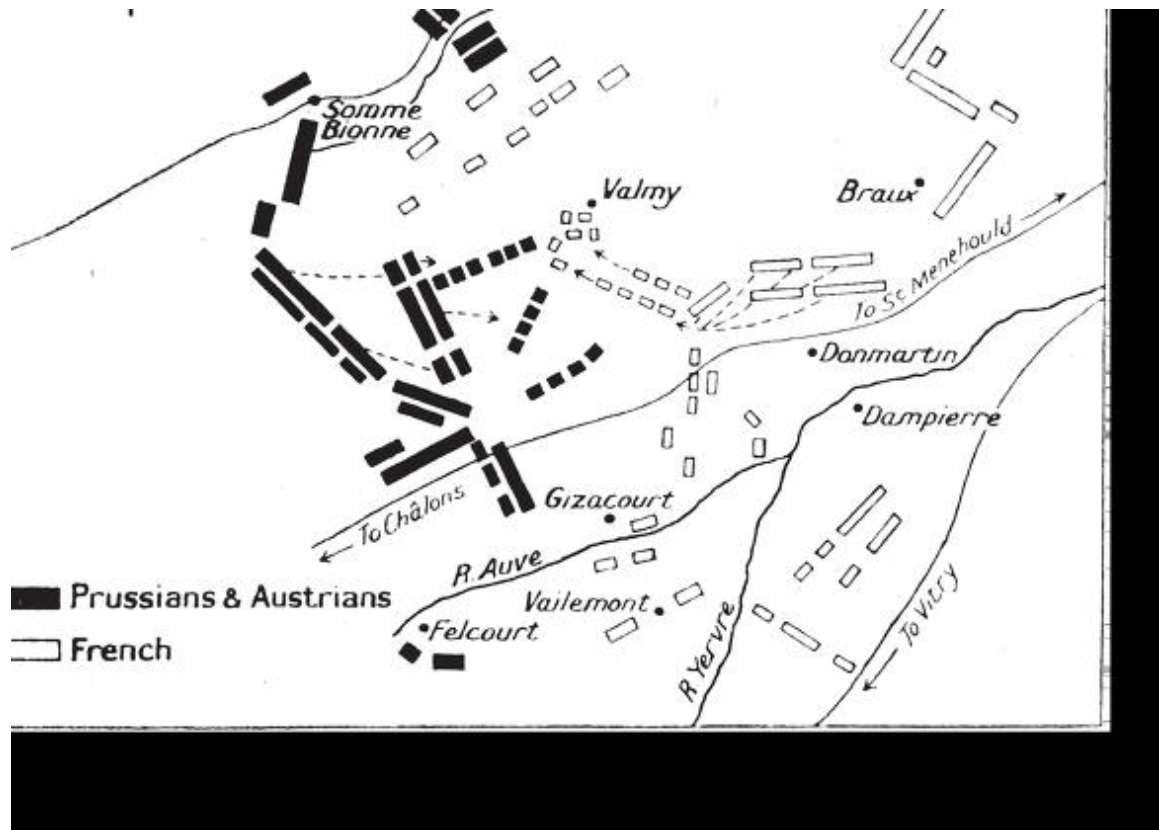 Somme
Bionne
Valmy
Braux
To St Menehould
Donmartin
Dampierre
To Châlons
Gizacourt
R. Auve
Vailemont
Felcourt
R Yervre
To Vitry
Prussians & Austrians
French